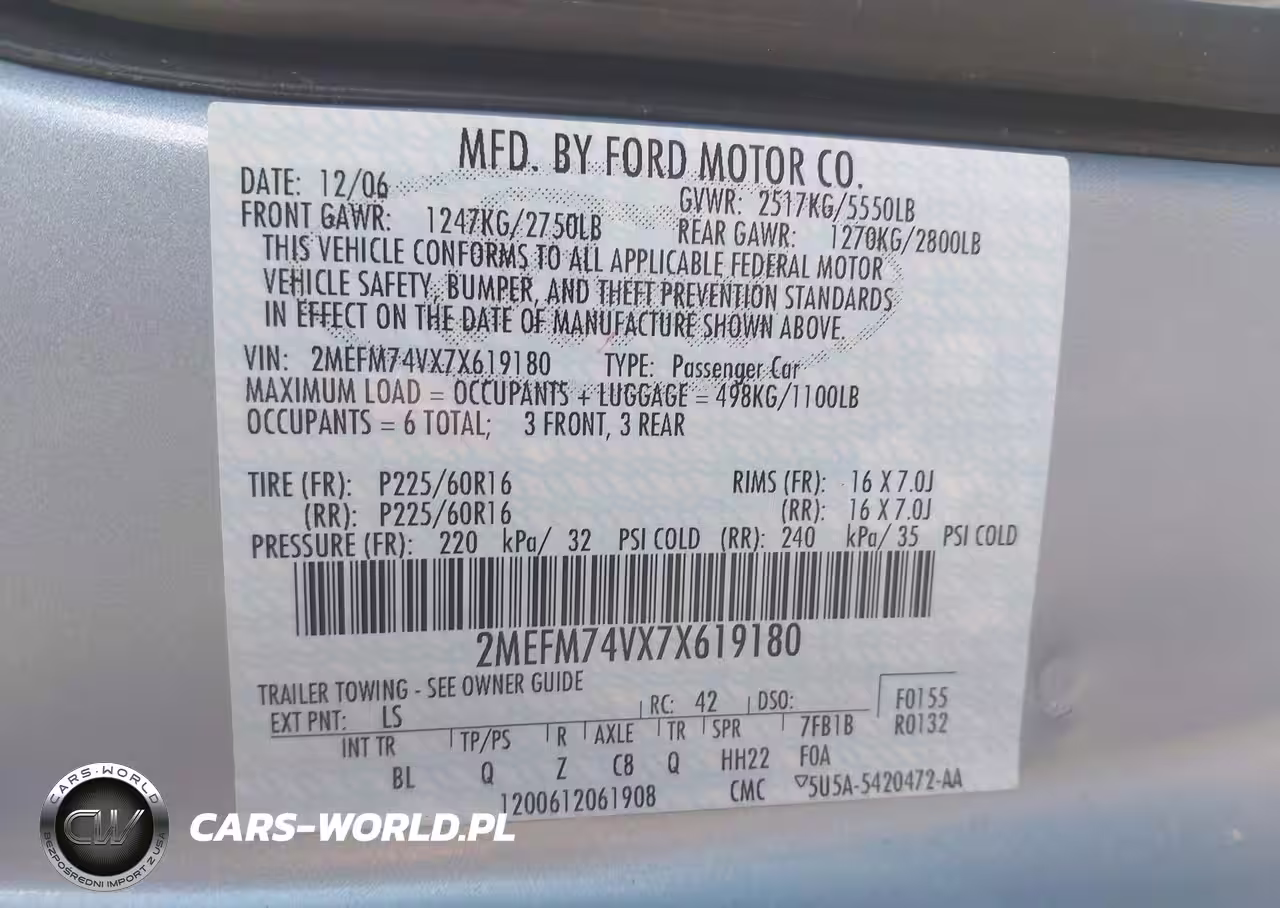 MFD. BY FORD MOTOR CO.
DATE: 12/06 GVWR: 2517KG/5550LB
FRONT GAWR: 1247KG/2750LB REAR GAWR: 1270KG/2800LB
THIS VEHICLE CONFORMS TO ALL APPLICABLE FEDERAL MOTOR
VEHICLE SAFETY, BUMPER, AND THEFT PREVENTION STANDARDS
IN EFFECT ON THE DATE OF MANUFACTURE SHOWN ABOVE.
VIN: 2MEFM74VX7X619180 TYPE: Passenger Car
MAXIMUM LOAD = OCCUPANTS + LUGGAGE = 498KG/1100LB
OCCUPANTS = 6 TOTAL; 3 FRONT, 3 REAR
TIRE (FR): P225/60R16 RIMS (FR): 16 X 7.0J
(RR): P225/60R16 (RR): 16 X 7.0J
PRESSURE (FR): 220 kPa/ 32 PSI COLD (RR): 240 kPa/ 35 PSI COLD
2MEFM74VX7X619180
TRAILER TOWING - SEE OWNER GUIDE
EXT PNT: LS RC: 42 DSO: F0155
INT TR TP/PS R AXLE TR SPR 7FB1B R0132
BL Q Z C8 Q HH22 F0A
1200612061908 CMC ▽5U5A-5420472-AA
CARS-WORLD
CW
BEZPOŚREDNI IMPORT Z USA
CARS-WORLD.PL